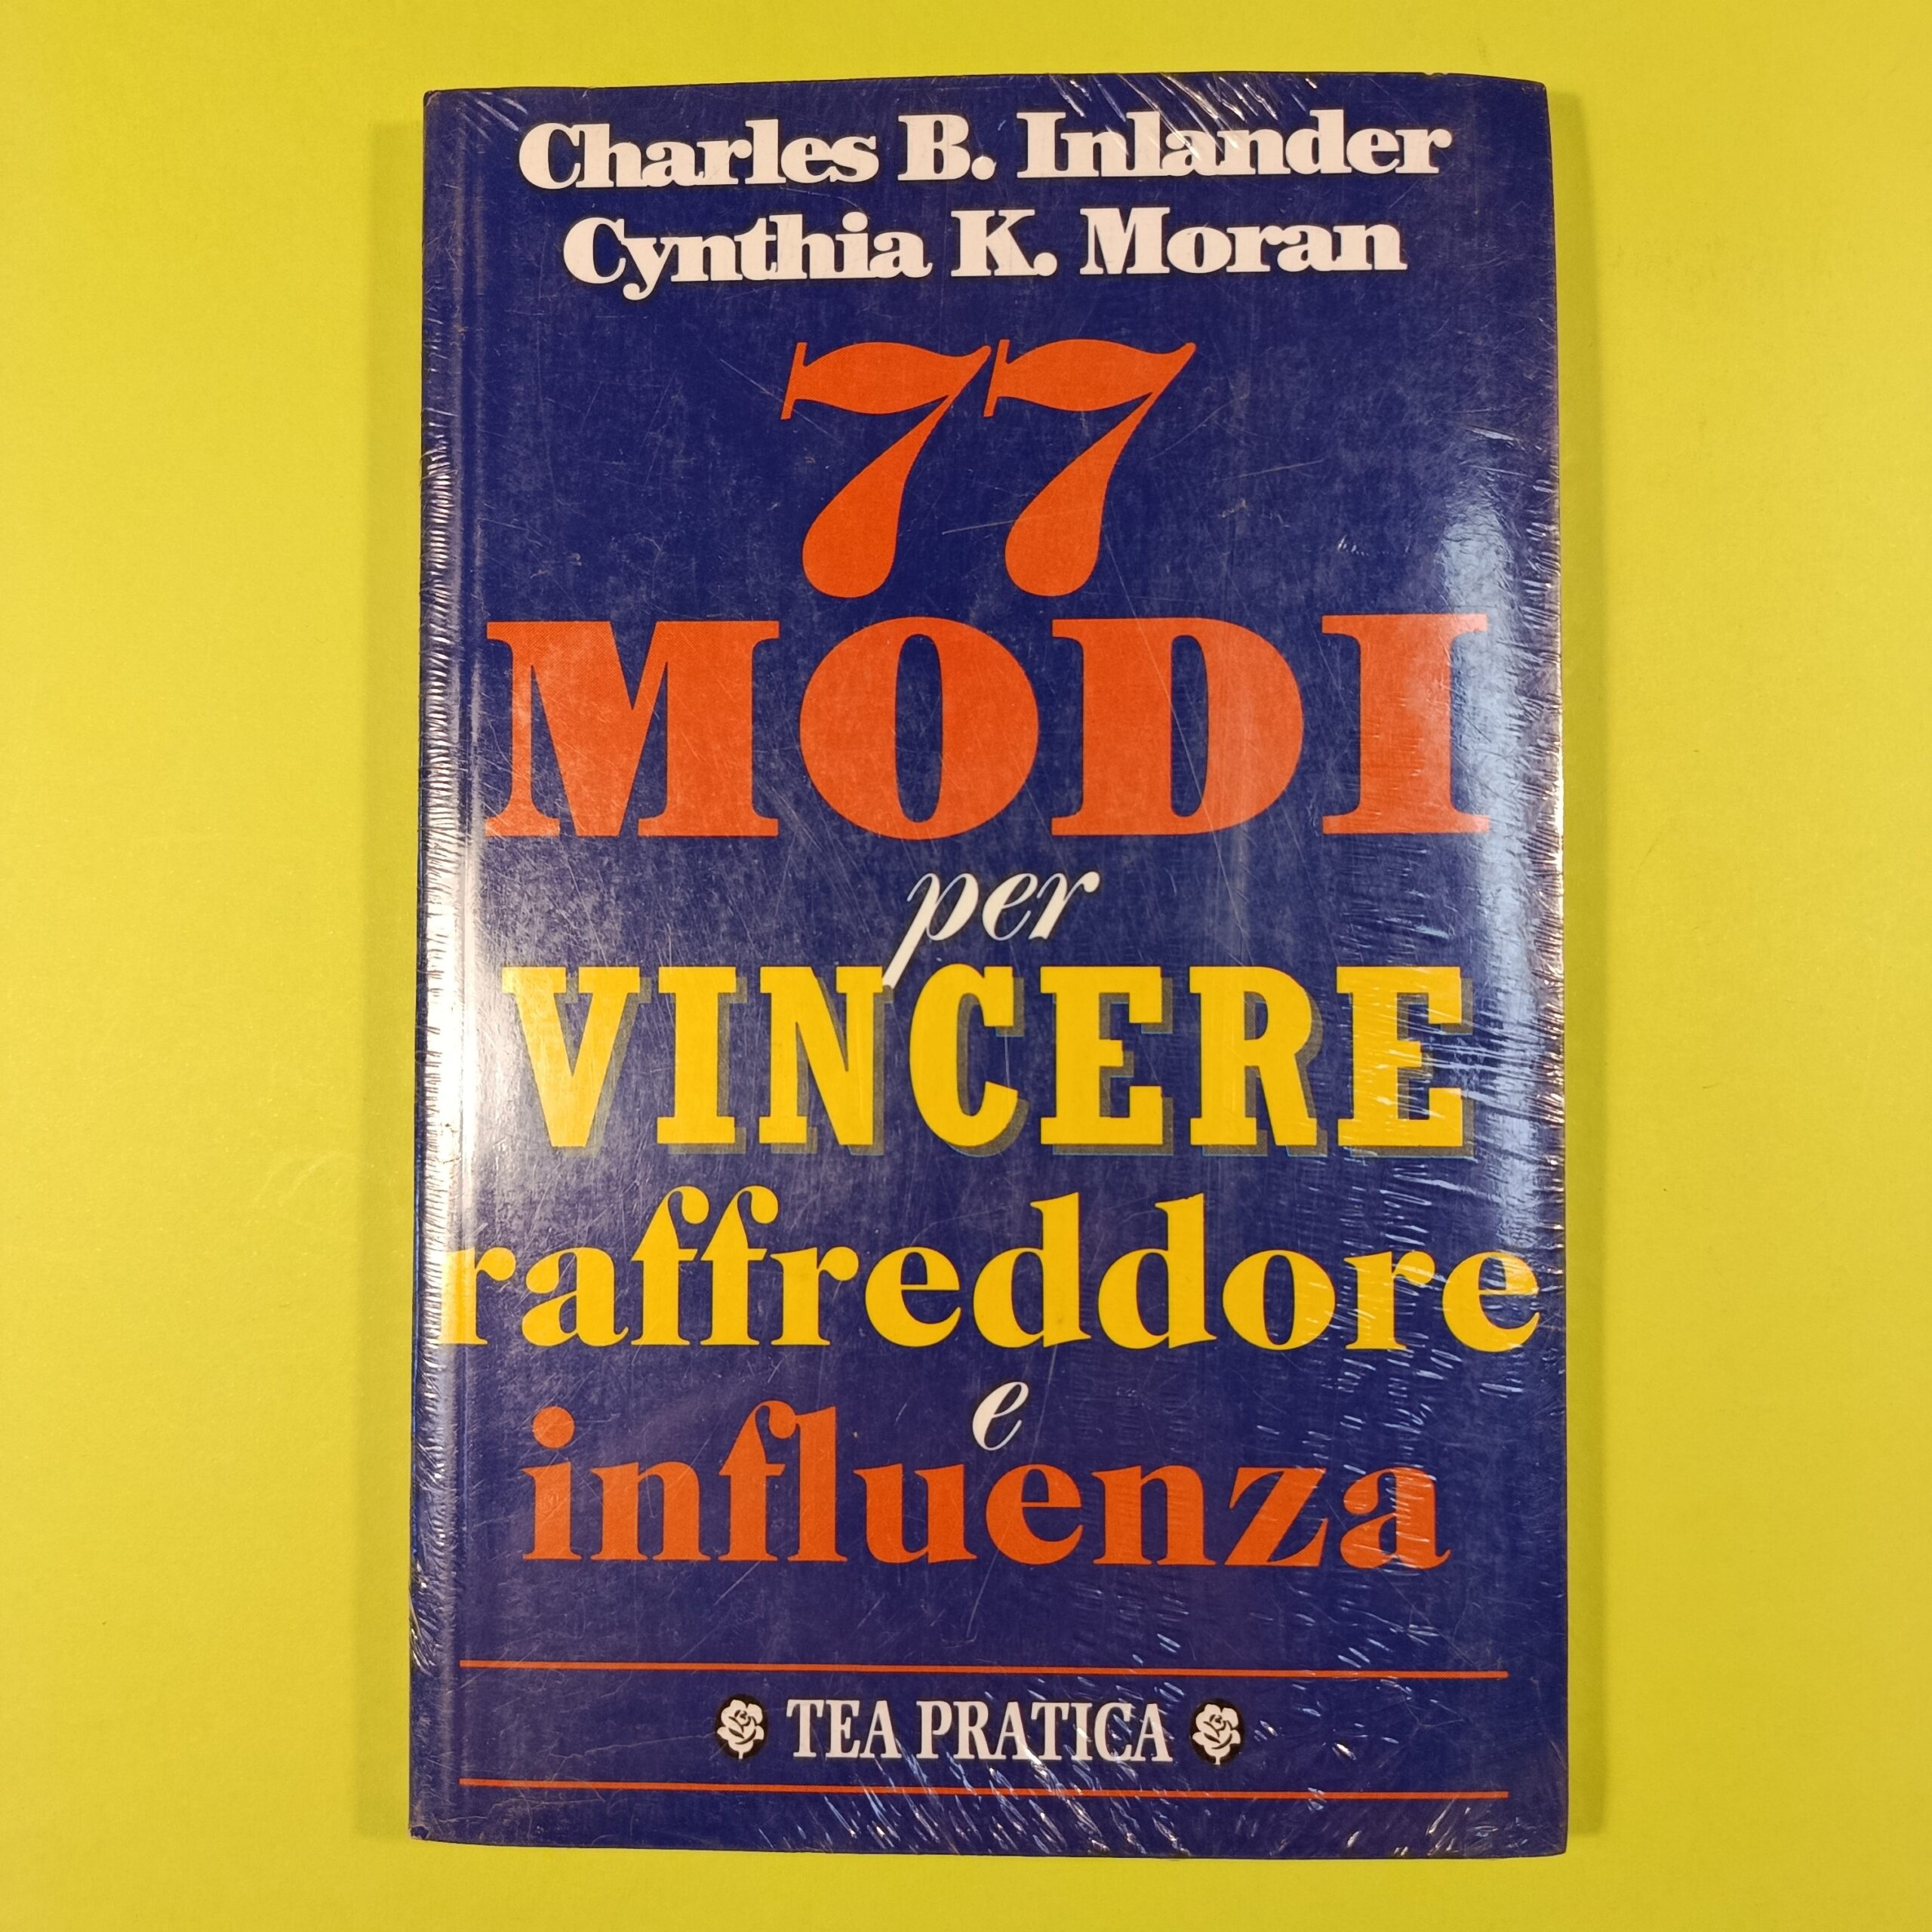 Charles B. Inlander
Cynthia K. Moran
77
MODI
per
VINCERE
raffreddore
e
influenza
TEA PRATICA